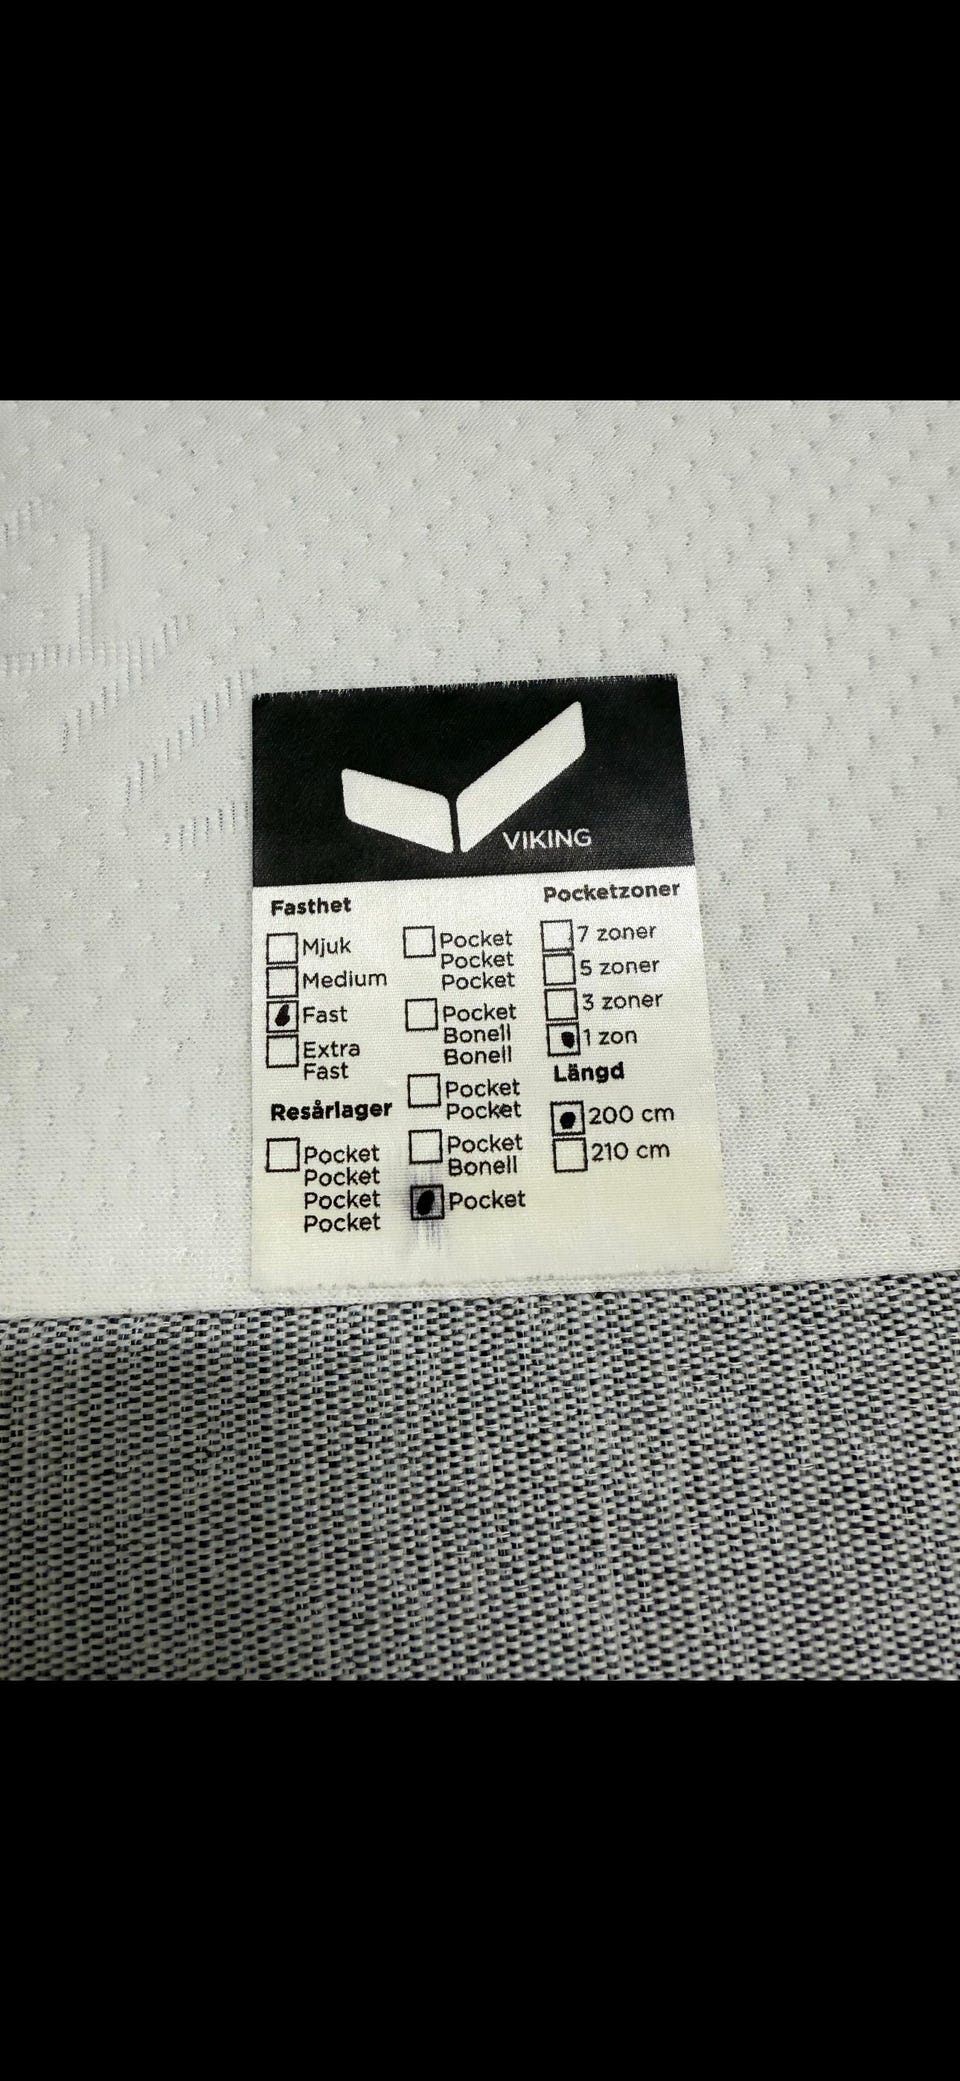 VIKING
Fasthet
Mjuk
Medium
Fast
Extra
Fast
Resårlager
Pocket
Pocket
Pocket
Pocket
Pocket
Pocket
Pocket
Pocket
Bonell
Bonell
Pocket
Pocket
Pocket
Bonell
Pocket
Pocketzoner
7 zoner
5 zoner
3 zoner
1 zon
Längd
200 cm
210 cm